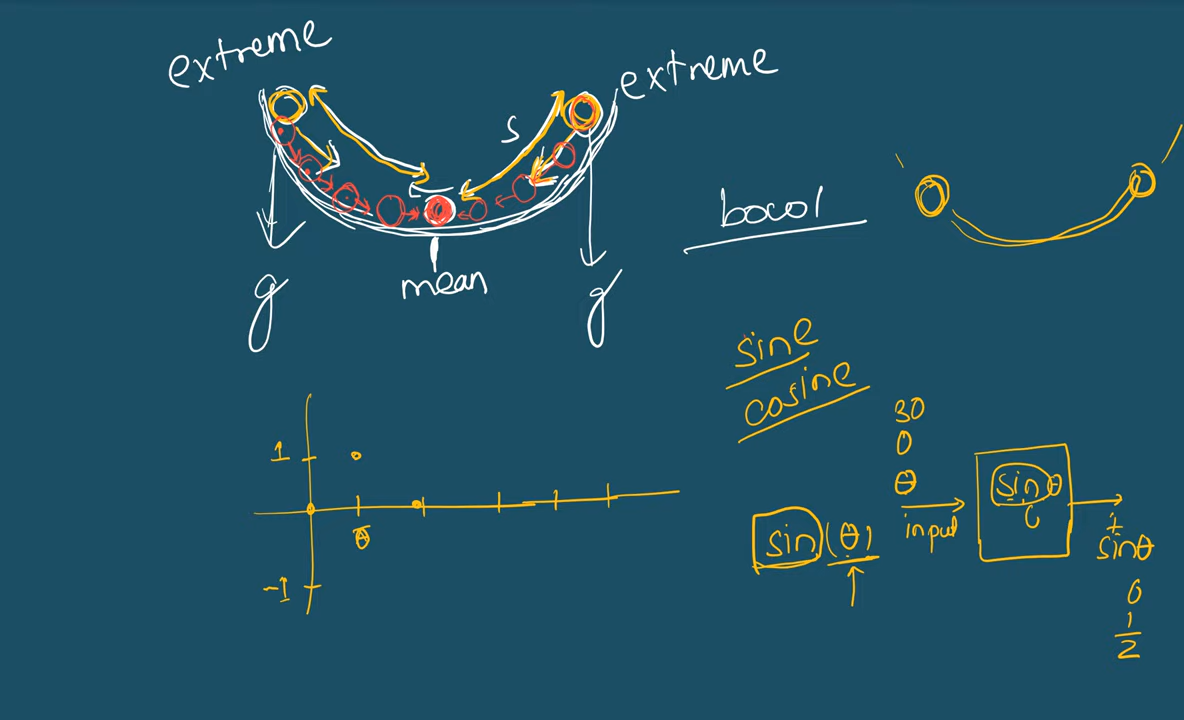 extreme
extreme
s
bocol
g
mean
g
sine
cosine
30
0
θ
input
sin θ
sin(θ)
sinθ
0
1/2
1
θ
-1